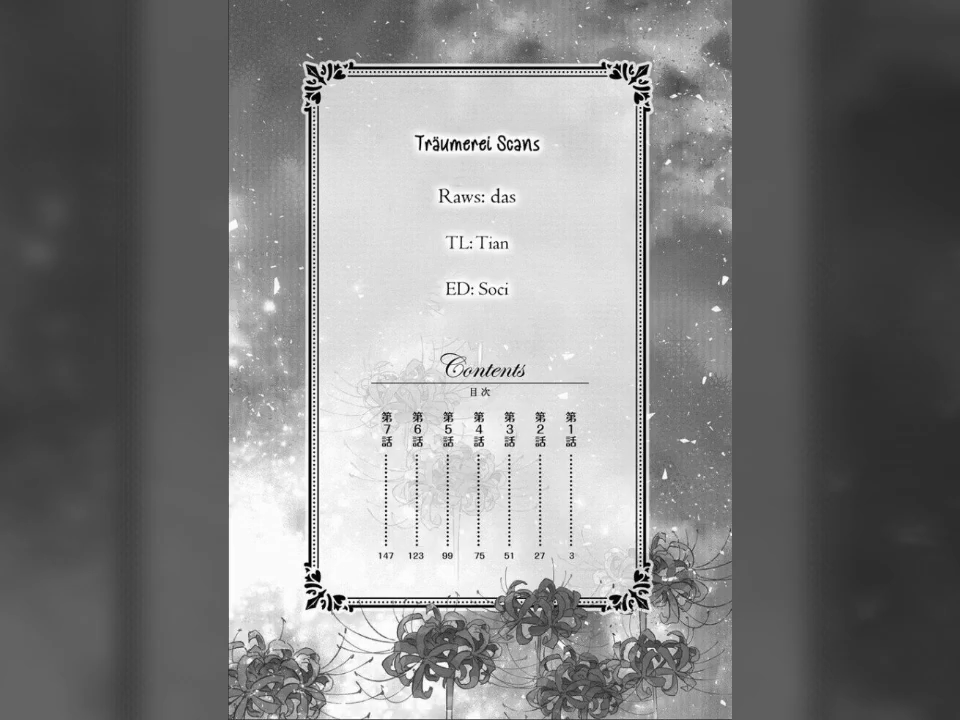 Träumerei Scans
Raws: das
TL: Tian
ED: Soci
Contents
目次
第1話 3
第2話 27
第3話 51
第4話 75
第5話 99
第6話 123
第7話 147